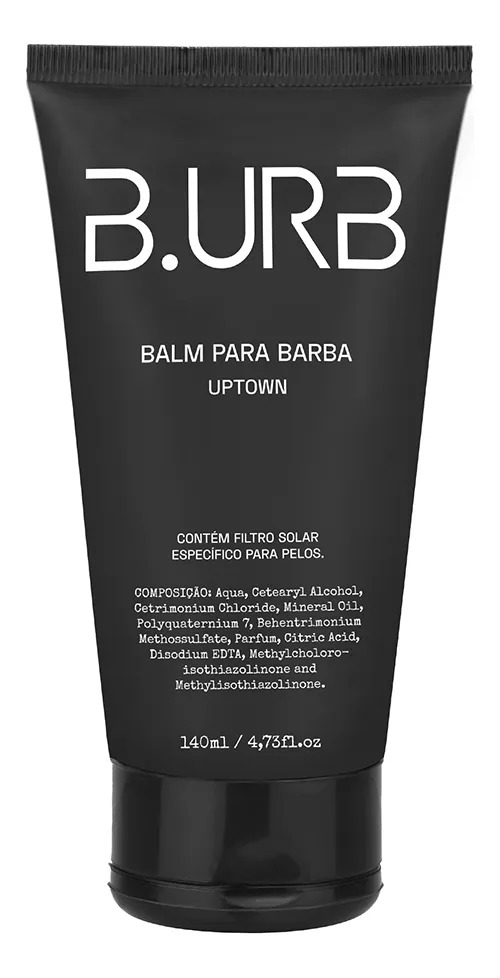 B.URB
BALM PARA BARBA
UPTOWN
CONTÉM FILTRO SOLAR
ESPECÍFICO PARA PELOS.
COMPOSIÇÃO: Aqua, Cetearyl Alcohol,
Cetrimonium Chloride, Mineral Oil,
Polyquaternium 7, Behentrimonium
Methossulfate, Parfum, Citric Acid,
Disodium EDTA, Methylcholoro-
isothiazolinone and
Methylisothiazolinone.
140ml / 4,73fl.oz